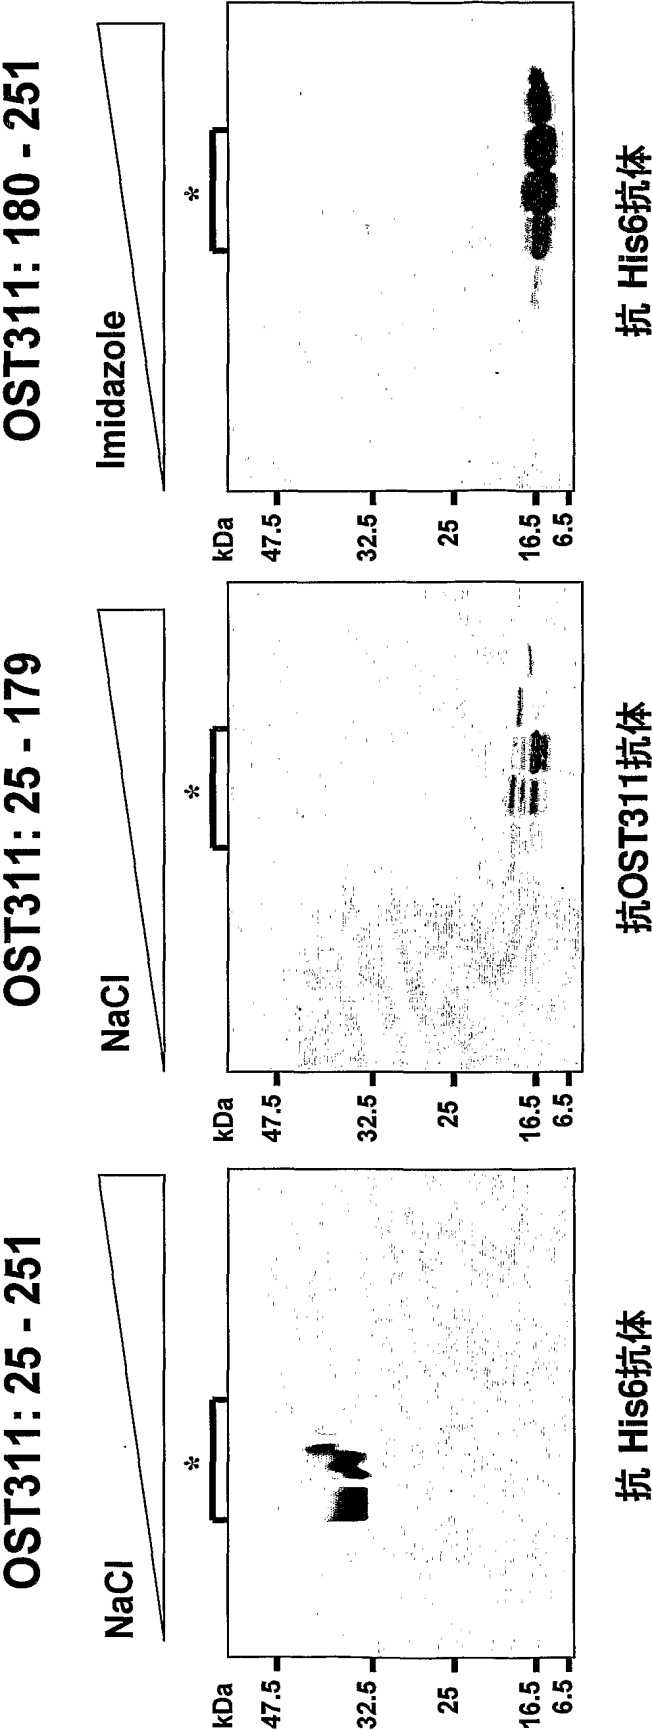 OST311: 25 - 251
NaCl
*
kDa
47.5
32.5
25
16.5
6.5
抗 His6抗体
OST311: 25 - 179
NaCl
*
kDa
47.5
32.5
25
16.5
6.5
抗OST311抗体
OST311: 180 - 251
Imidazole
*
kDa
47.5
32.5
25
16.5
6.5
抗 His6抗体